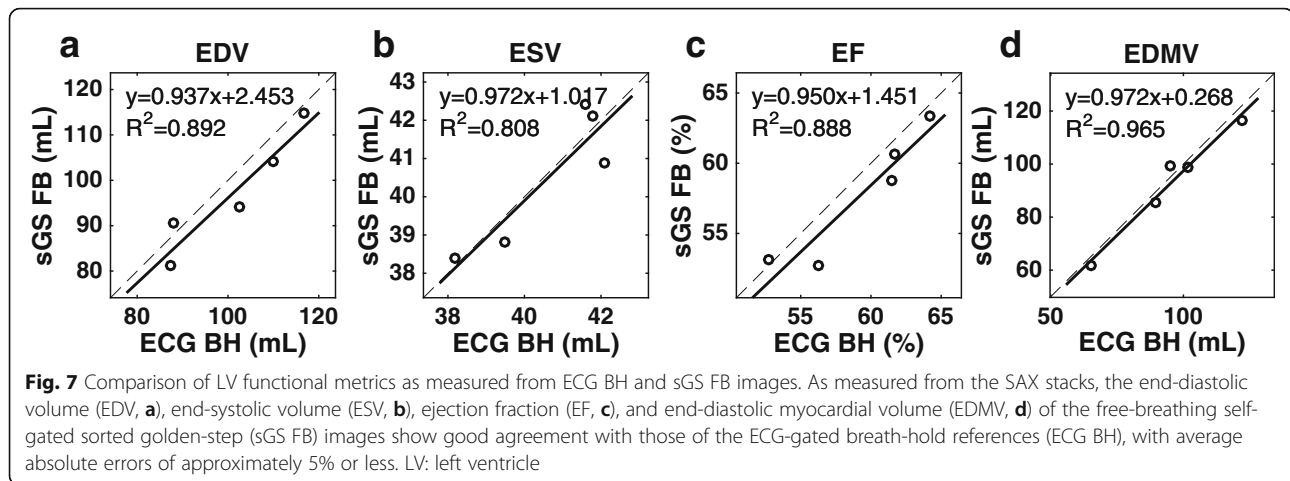 a EDV
y=0.937x+2.453
R²=0.892
120
110
100
90
80
sGS FB (mL)
80 100 120
ECG BH (mL)
b ESV
y=0.972x+1.017
R²=0.808
43
42
41
40
39
38
sGS FB (mL)
38 40 42
ECG BH (mL)
c EF
y=0.950x+1.451
R²=0.888
65
60
55
sGS FB (%)
55 60 65
ECG BH (%)
d EDMV
y=0.972x+0.268
R²=0.965
120
100
80
60
sGS FB (mL)
50 100
ECG BH (mL)
Fig. 7 Comparison of LV functional metrics as measured from ECG BH and sGS FB images. As measured from the SAX stacks, the end-diastolic
volume (EDV, a), end-systolic volume (ESV, b), ejection fraction (EF, c), and end-diastolic myocardial volume (EDMV, d) of the free-breathing self-
gated sorted golden-step (sGS FB) images show good agreement with those of the ECG-gated breath-hold references (ECG BH), with average
absolute errors of approximately 5% or less. LV: left ventricle